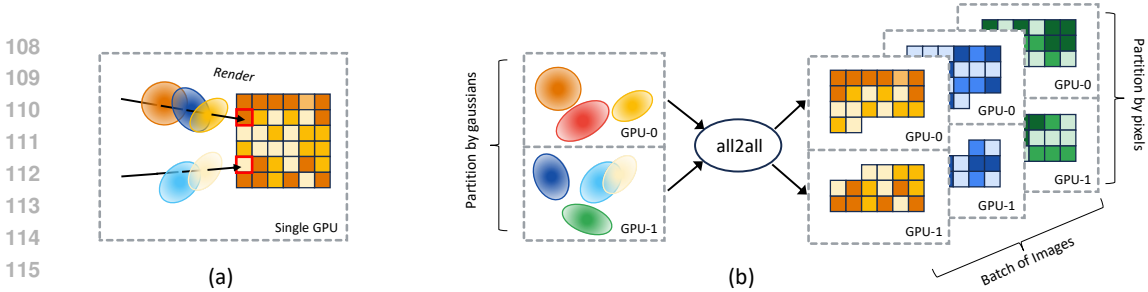 108
109
110
111
112
113
114
115
Render
Single GPU
(a)
Partition by gaussians
GPU-0
GPU-1
all2all
GPU-0
GPU-1
GPU-0
GPU-1
GPU-0
GPU-1
Partition by pixels
Batch of Images
(b)